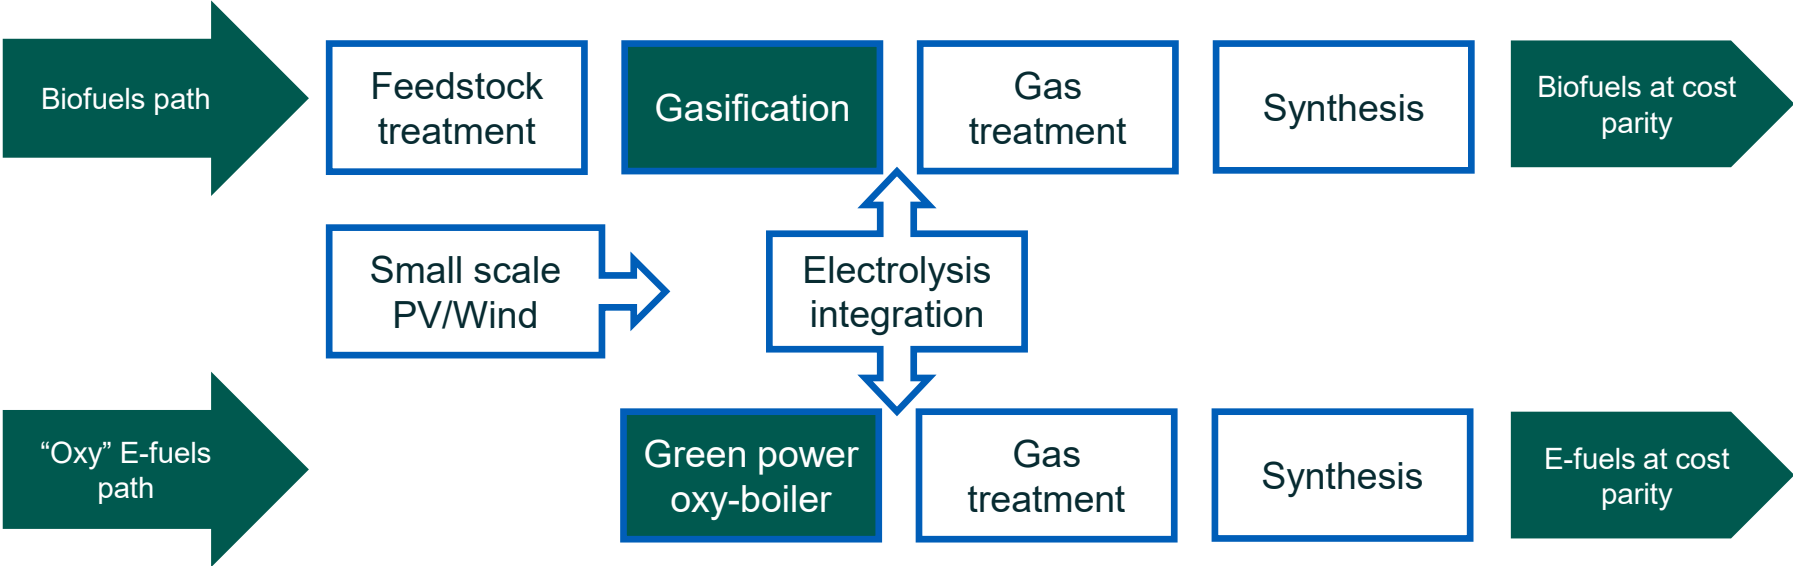 Biofuels path
Feedstock
treatment
Gasification
Gas
treatment
Synthesis
Biofuels at cost
parity
Small scale
PV/Wind
Electrolysis
integration
“Oxy” E-fuels
path
Green power
oxy-boiler
Gas
treatment
Synthesis
E-fuels at cost
parity